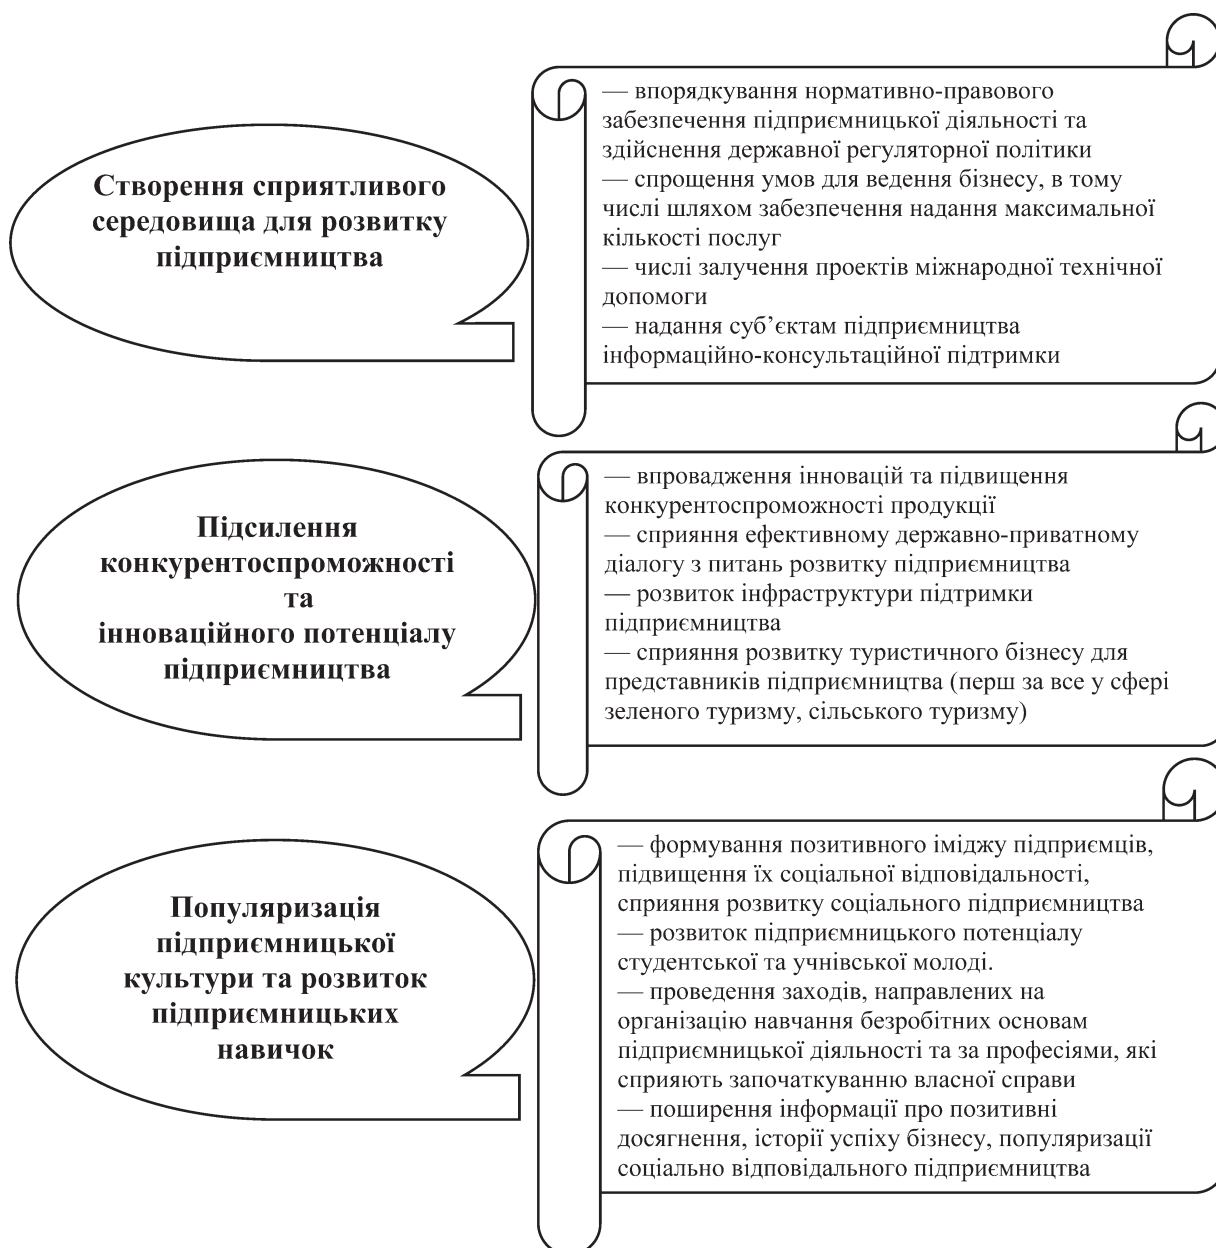 Створення сприятливого
середовища для розвитку
підприємництва
— впорядкування нормативно-правового
забезпечення підприємницької діяльності та
здійснення державної регуляторної політики
— спрощення умов для ведення бізнесу, в тому
числі шляхом забезпечення надання максимальної
кількості послуг
— числі залучення проектів міжнародної технічної
допомоги
— надання суб’єктам підприємництва
інформаційно-консультаційної підтримки
Підсилення
конкурентоспроможності
та
інноваційного потенціалу
підприємництва
— впровадження інновацій та підвищення
конкурентоспроможності продукції
— сприяння ефективному державно-приватному
діалогу з питань розвитку підприємництва
— розвиток інфраструктури підтримки
підприємництва
— сприяння розвитку туристичного бізнесу для
представників підприємництва (перш за все у сфері
зеленого туризму, сільського туризму)
Популяризація
підприємницької
культури та розвиток
підприємницьких
навичок
— формування позитивного іміджу підприємців,
підвищення їх соціальної відповідальності,
сприяння розвитку соціального підприємництва
— розвиток підприємницького потенціалу
студентської та учнівської молоді.
— проведення заходів, направлених на
організацію навчання безробітних основам
підприємницької діяльності та за професіями, які
сприяють започаткуванню власної справи
— поширення інформації про позитивні
досягнення, історії успіху бізнесу, популяризації
соціально відповідального підприємництва